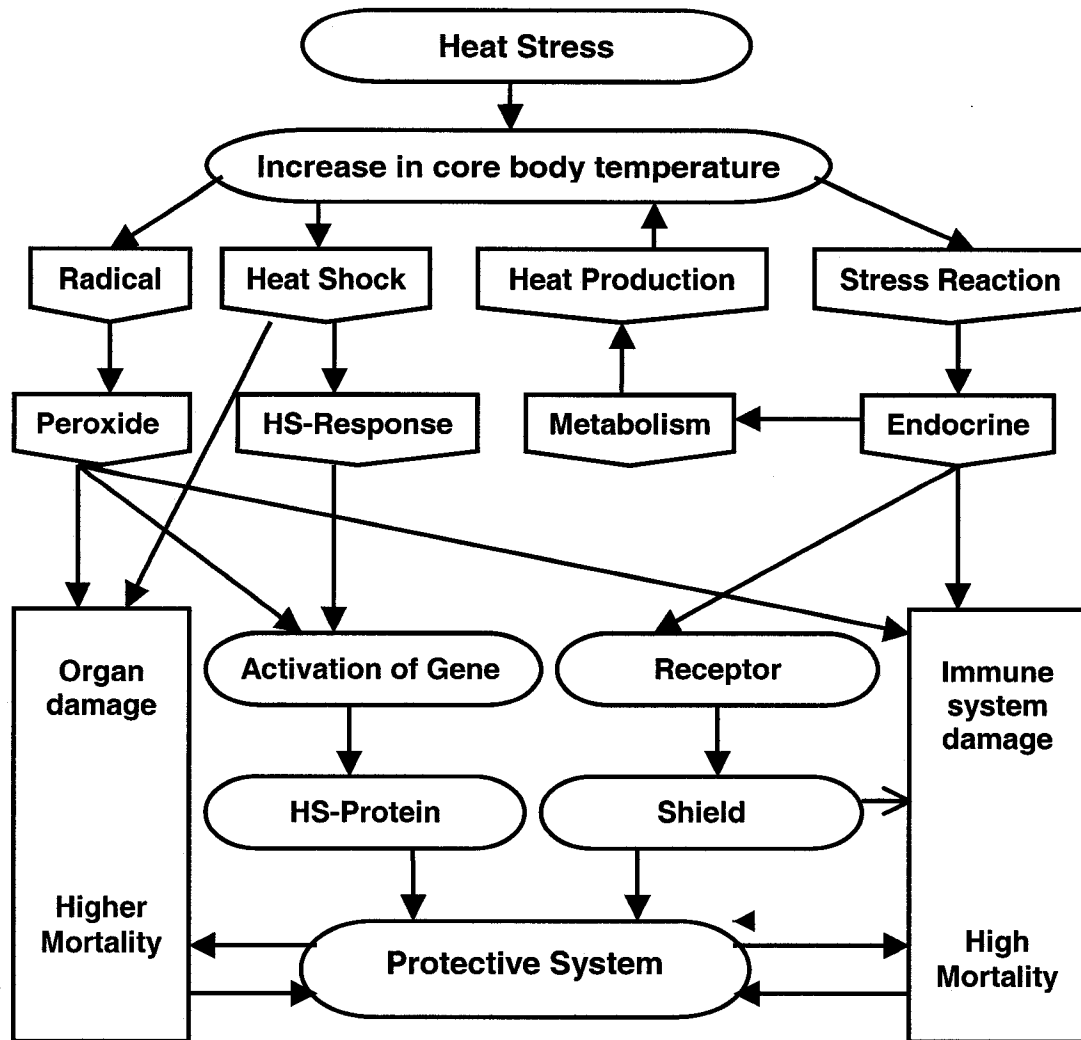 Heat Stress
Increase in core body temperature
Radical
Heat Shock
Heat Production
Stress Reaction
Peroxide
HS-Response
Metabolism
Endocrine
Organ
damage
Activation of Gene
Receptor
Immune
system
damage
HS-Protein
Shield
Higher
Mortality
Protective System
High
Mortality